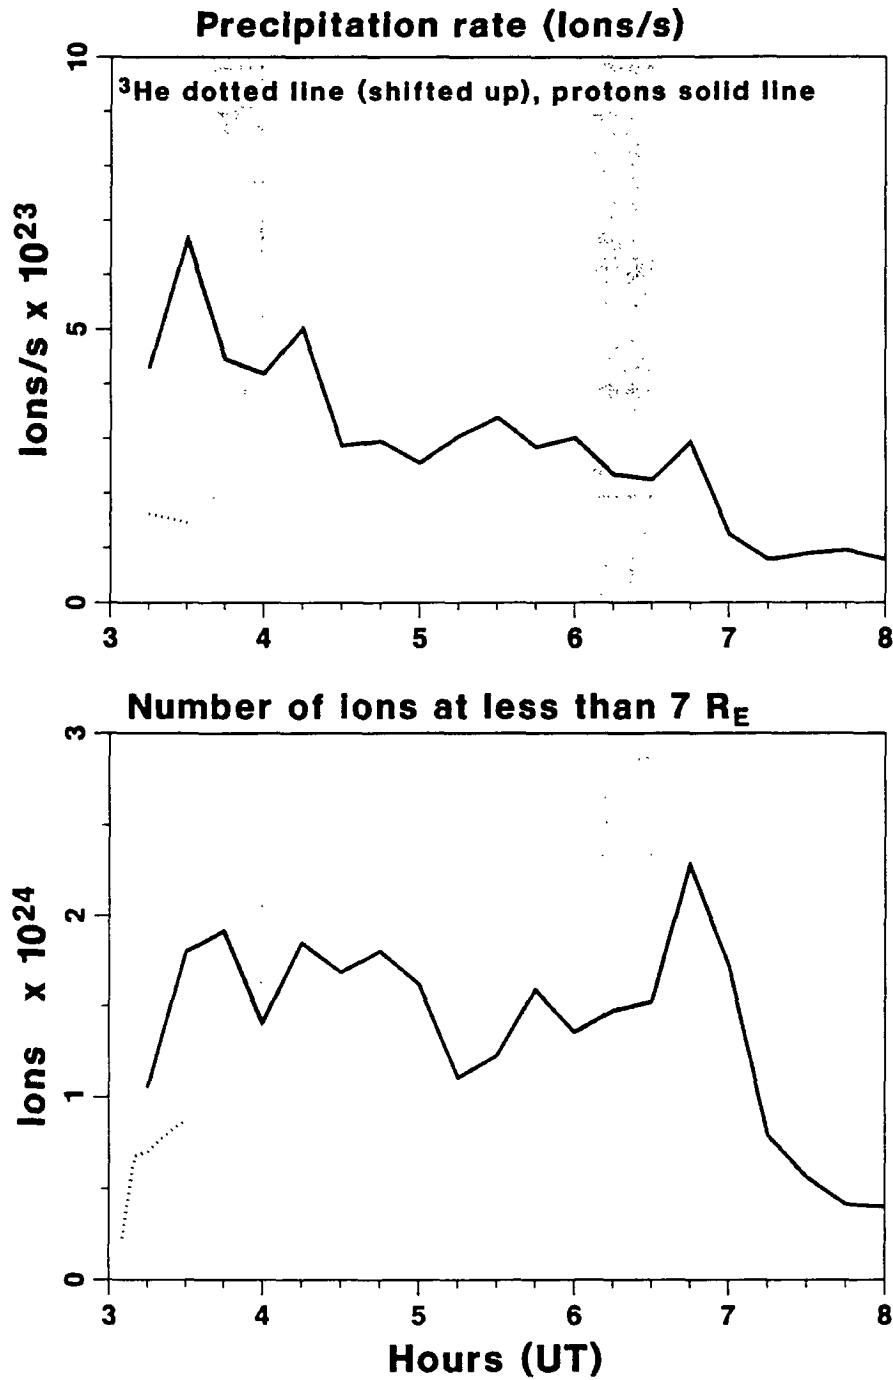 Precipitation rate (Ions/s)
10
³He dotted line (shifted up), protons solid line
Ions/s x 10²³
5
0
3 4 5 6 7 8
Number of ions at less than 7 Rᴇ
3
Ions x 10²⁴
2
1
0
3 4 5 6 7 8
Hours (UT)